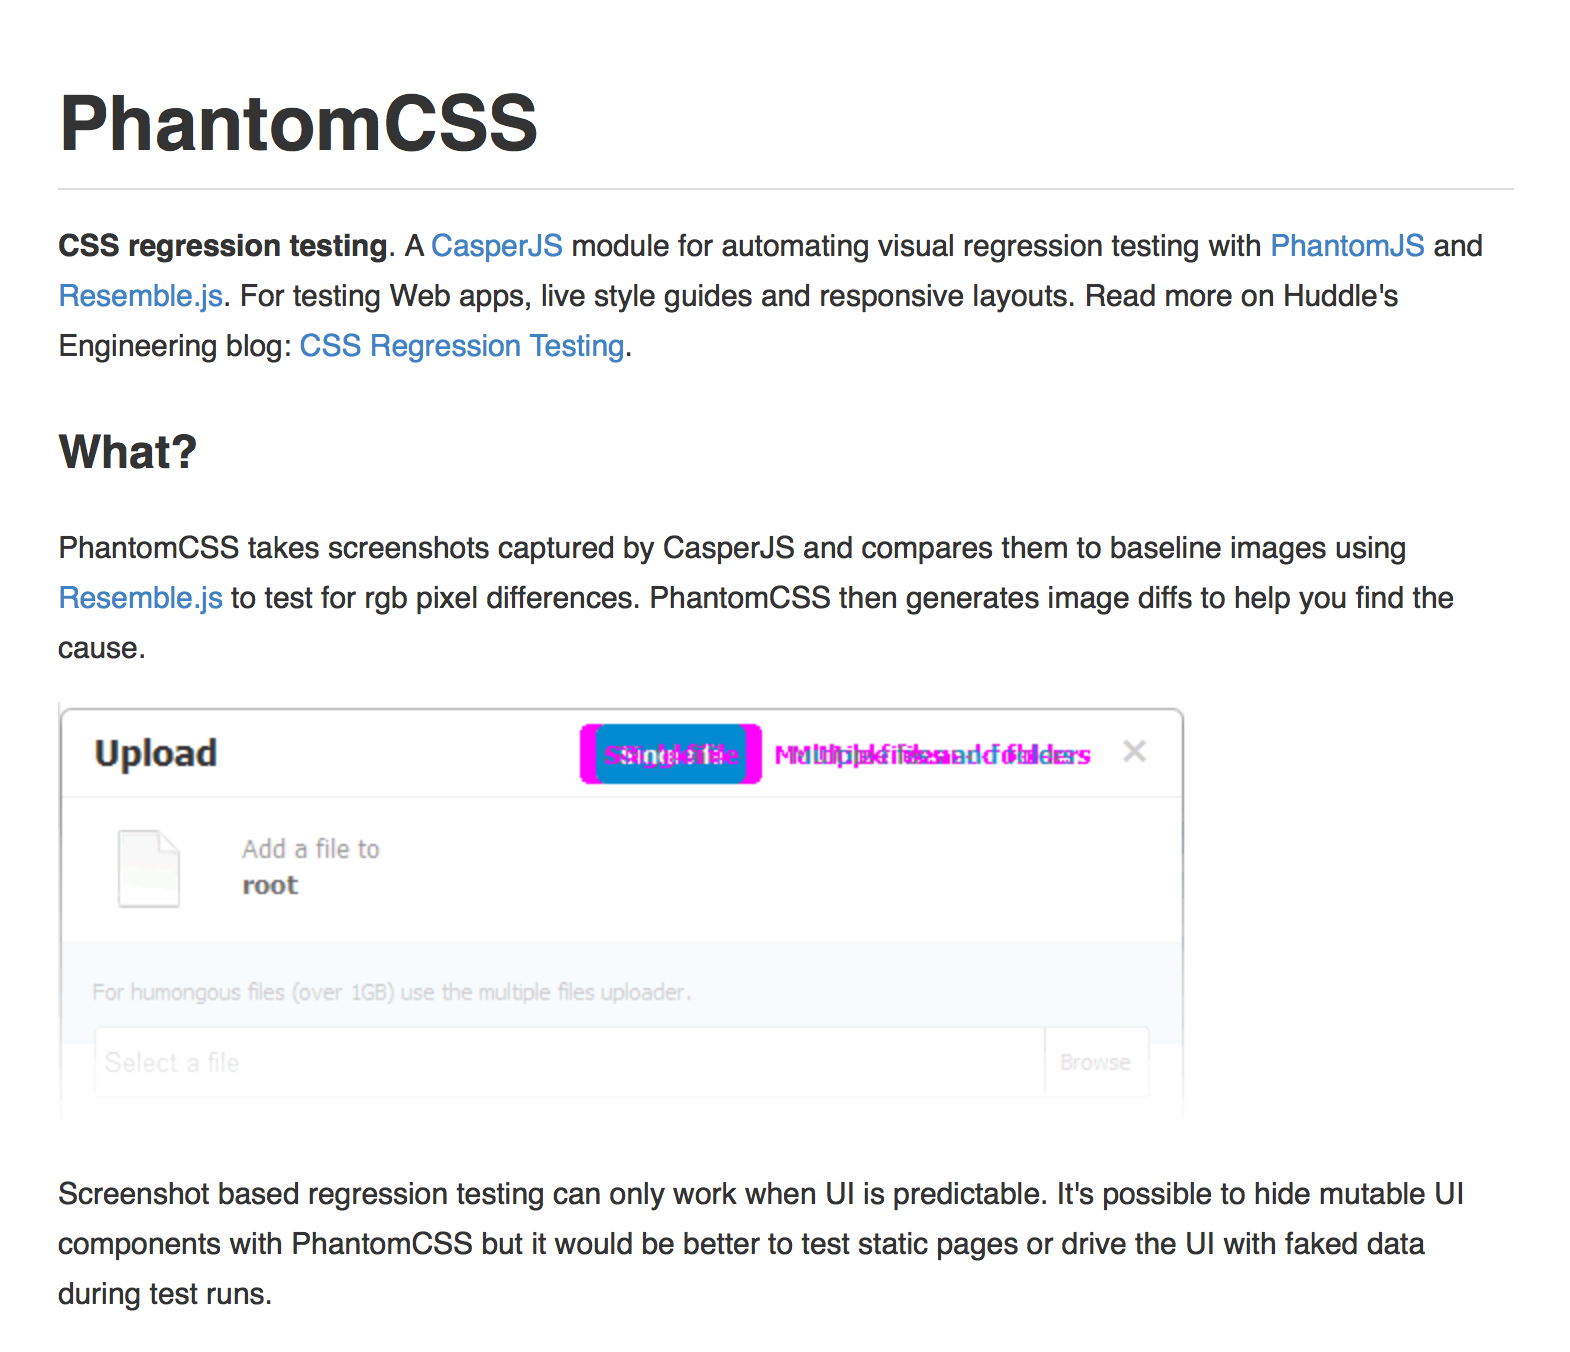 PhantomCSS
CSS regression testing. A CasperJS module for automating visual regression testing with PhantomJS and
Resemble.js. For testing Web apps, live style guides and responsive layouts. Read more on Huddle's
Engineering blog: CSS Regression Testing.
What?
PhantomCSS takes screenshots captured by CasperJS and compares them to baseline images using
Resemble.js to test for rgb pixel differences. PhantomCSS then generates image diffs to help you find the
cause.
Upload
Add a file to
root
For humongous files (over 1GB) use the multiple files uploader.
Select a file Browse
Screenshot based regression testing can only work when UI is predictable. It's possible to hide mutable UI
components with PhantomCSS but it would be better to test static pages or drive the UI with faked data
during test runs.